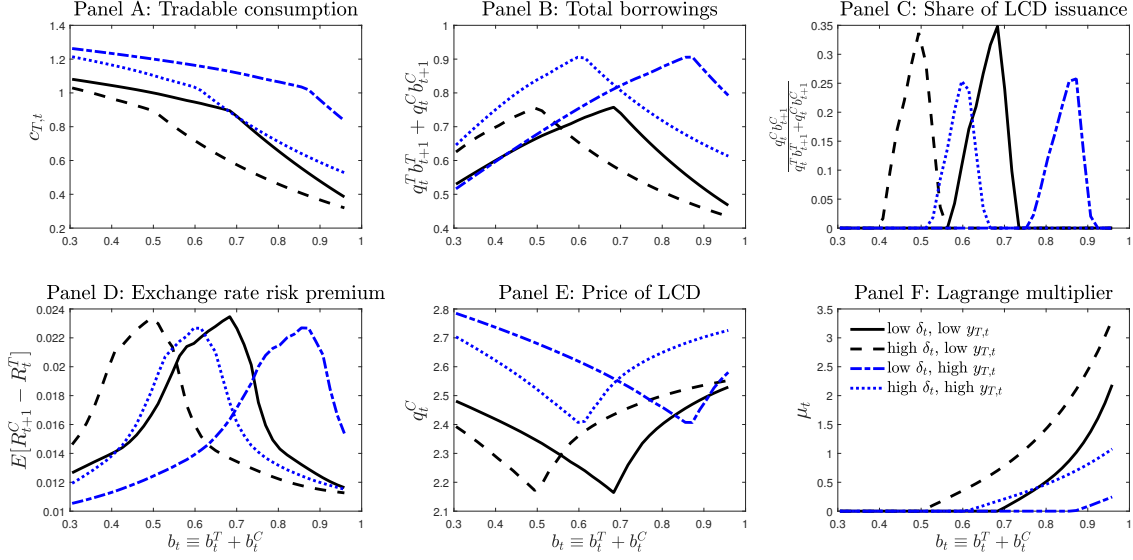 Panel A: Tradable consumption
1.4
1.2
1
0.8
0.6
0.4
0.2
c_{T,t}
0.3 0.4 0.5 0.6 0.7 0.8 0.9 1
Panel B: Total borrowings
1
0.9
0.8
0.7
0.6
0.5
0.4
q_t^T b_{t+1}^T + q_t^C b_{t+1}^C
0.3 0.4 0.5 0.6 0.7 0.8 0.9 1
Panel C: Share of LCD issuance
0.35
0.3
0.25
0.2
0.15
0.1
0.05
0
q_t^C b_{t+1}^C
q_t^T b_{t+1}^T + q_t^C b_{t+1}^C
0.3 0.4 0.5 0.6 0.7 0.8 0.9 1
Panel D: Exchange rate risk premium
0.024
0.022
0.02
0.018
0.016
0.014
0.012
0.01
E[R_{t+1}^C − R_t^T]
0.3 0.4 0.5 0.6 0.7 0.8 0.9 1
b_t ≡ b_t^T + b_t^C
Panel E: Price of LCD
2.8
2.7
2.6
2.5
2.4
2.3
2.2
2.1
q_t^C
0.3 0.4 0.5 0.6 0.7 0.8 0.9 1
b_t ≡ b_t^T + b_t^C
Panel F: Lagrange multiplier
3.5
3
2.5
2
1.5
1
0.5
0
μ_t
low δ_t, low y_{T,t}
high δ_t, low y_{T,t}
low δ_t, high y_{T,t}
high δ_t, high y_{T,t}
0.3 0.4 0.5 0.6 0.7 0.8 0.9 1
b_t ≡ b_t^T + b_t^C